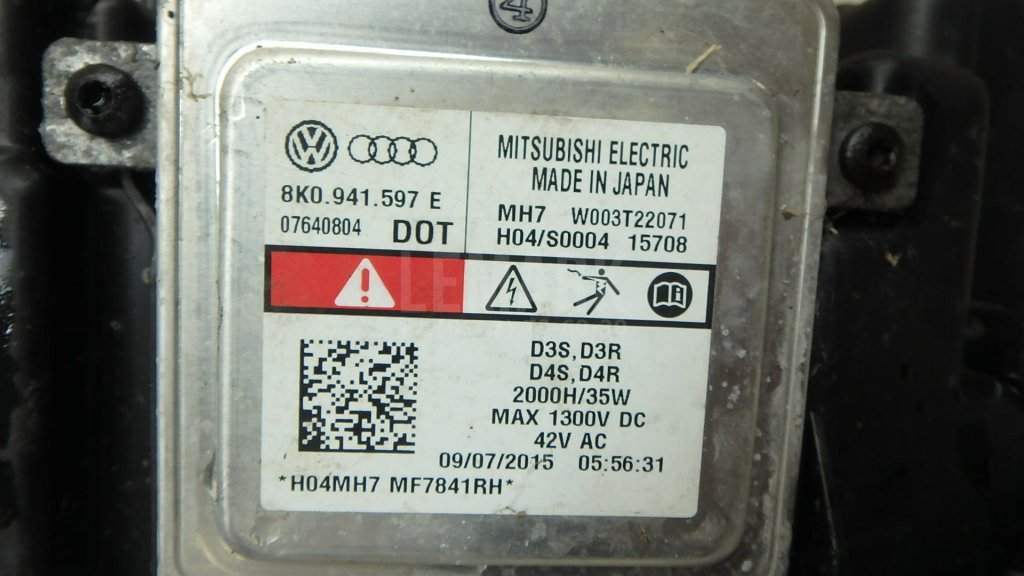 4
8K0.941.597 E
07640804 DOT
MITSUBISHI ELECTRIC
MADE IN JAPAN
MH7 W003T22071
H04/S0004 15708
D3S,D3R
D4S,D4R
2000H/35W
MAX 1300V DC
42V AC
09/07/2015 05:56:31
*H04MH7 MF7841RH*